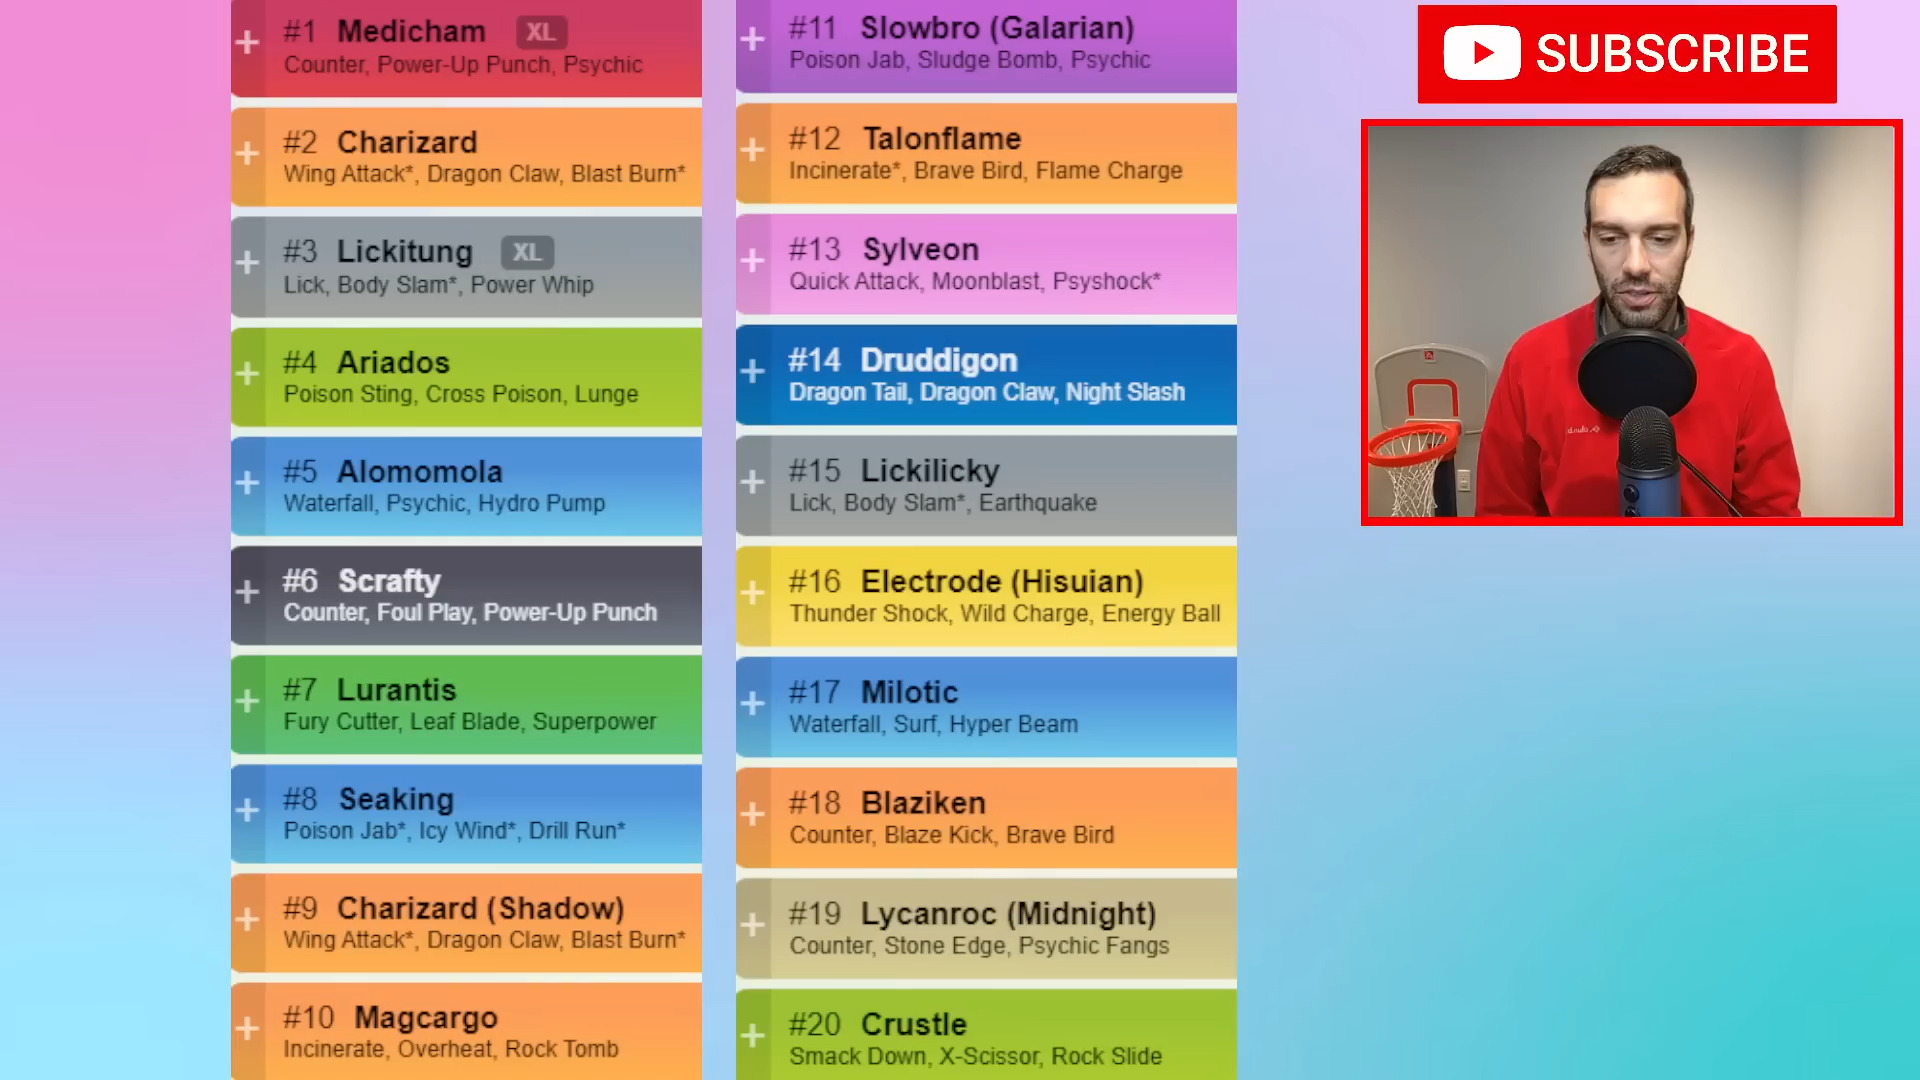 #1 Medicham XL
Counter, Power-Up Punch, Psychic
#2 Charizard
Wing Attack*, Dragon Claw, Blast Burn*
#3 Lickitung XL
Lick, Body Slam*, Power Whip
#4 Ariados
Poison Sting, Cross Poison, Lunge
#5 Alomomola
Waterfall, Psychic, Hydro Pump
#6 Scrafty
Counter, Foul Play, Power-Up Punch
#7 Lurantis
Fury Cutter, Leaf Blade, Superpower
#8 Seaking
Poison Jab*, Icy Wind*, Drill Run*
#9 Charizard (Shadow)
Wing Attack*, Dragon Claw, Blast Burn*
#10 Magcargo
Incinerate, Overheat, Rock Tomb
#11 Slowbro (Galarian)
Poison Jab, Sludge Bomb, Psychic
#12 Talonflame
Incinerate*, Brave Bird, Flame Charge
#13 Sylveon
Quick Attack, Moonblast, Psyshock*
#14 Druddigon
Dragon Tail, Dragon Claw, Night Slash
#15 Lickilicky
Lick, Body Slam*, Earthquake
#16 Electrode (Hisuian)
Thunder Shock, Wild Charge, Energy Ball
#17 Milotic
Waterfall, Surf, Hyper Beam
#18 Blaziken
Counter, Blaze Kick, Brave Bird
#19 Lycanroc (Midnight)
Counter, Stone Edge, Psychic Fangs
#20 Crustle
Smack Down, X-Scissor, Rock Slide
SUBSCRIBE